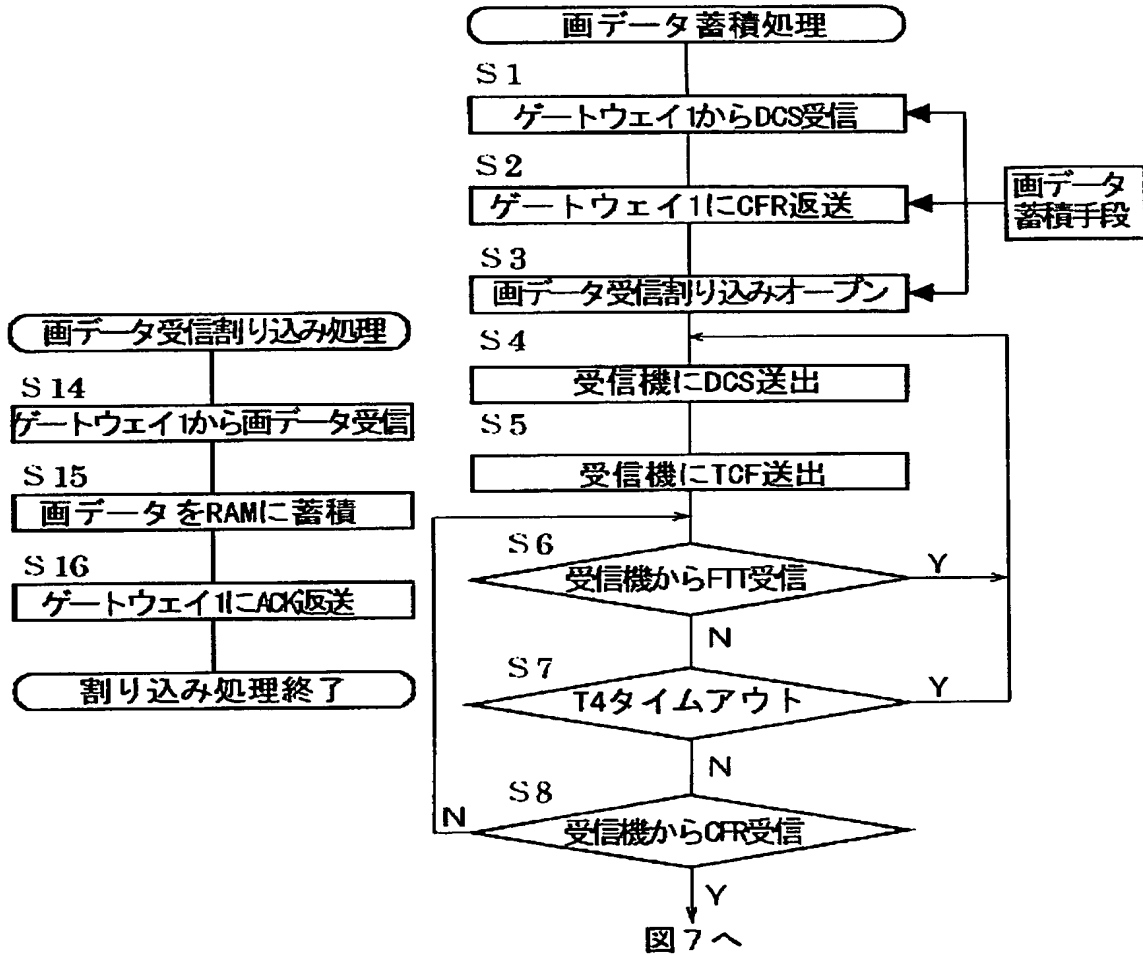 画データ蓄積処理
S1
ゲートウェイ1からDCS受信
S2
ゲートウェイ1にCFR返送
画データ
蓄積手段
S3
画データ受信割り込みオープン
S4
受信機にDCS送出
S5
受信機にTCF送出
S6
受信機からFTT受信
Y
N
S7
T4タイムアウト
Y
N
S8
受信機からCFR受信
N
Y
図7へ
画データ受信割り込み処理
S14
ゲートウェイ1から画データ受信
S15
画データをRAMに蓄積
S16
ゲートウェイ1にACK返送
割り込み処理終了